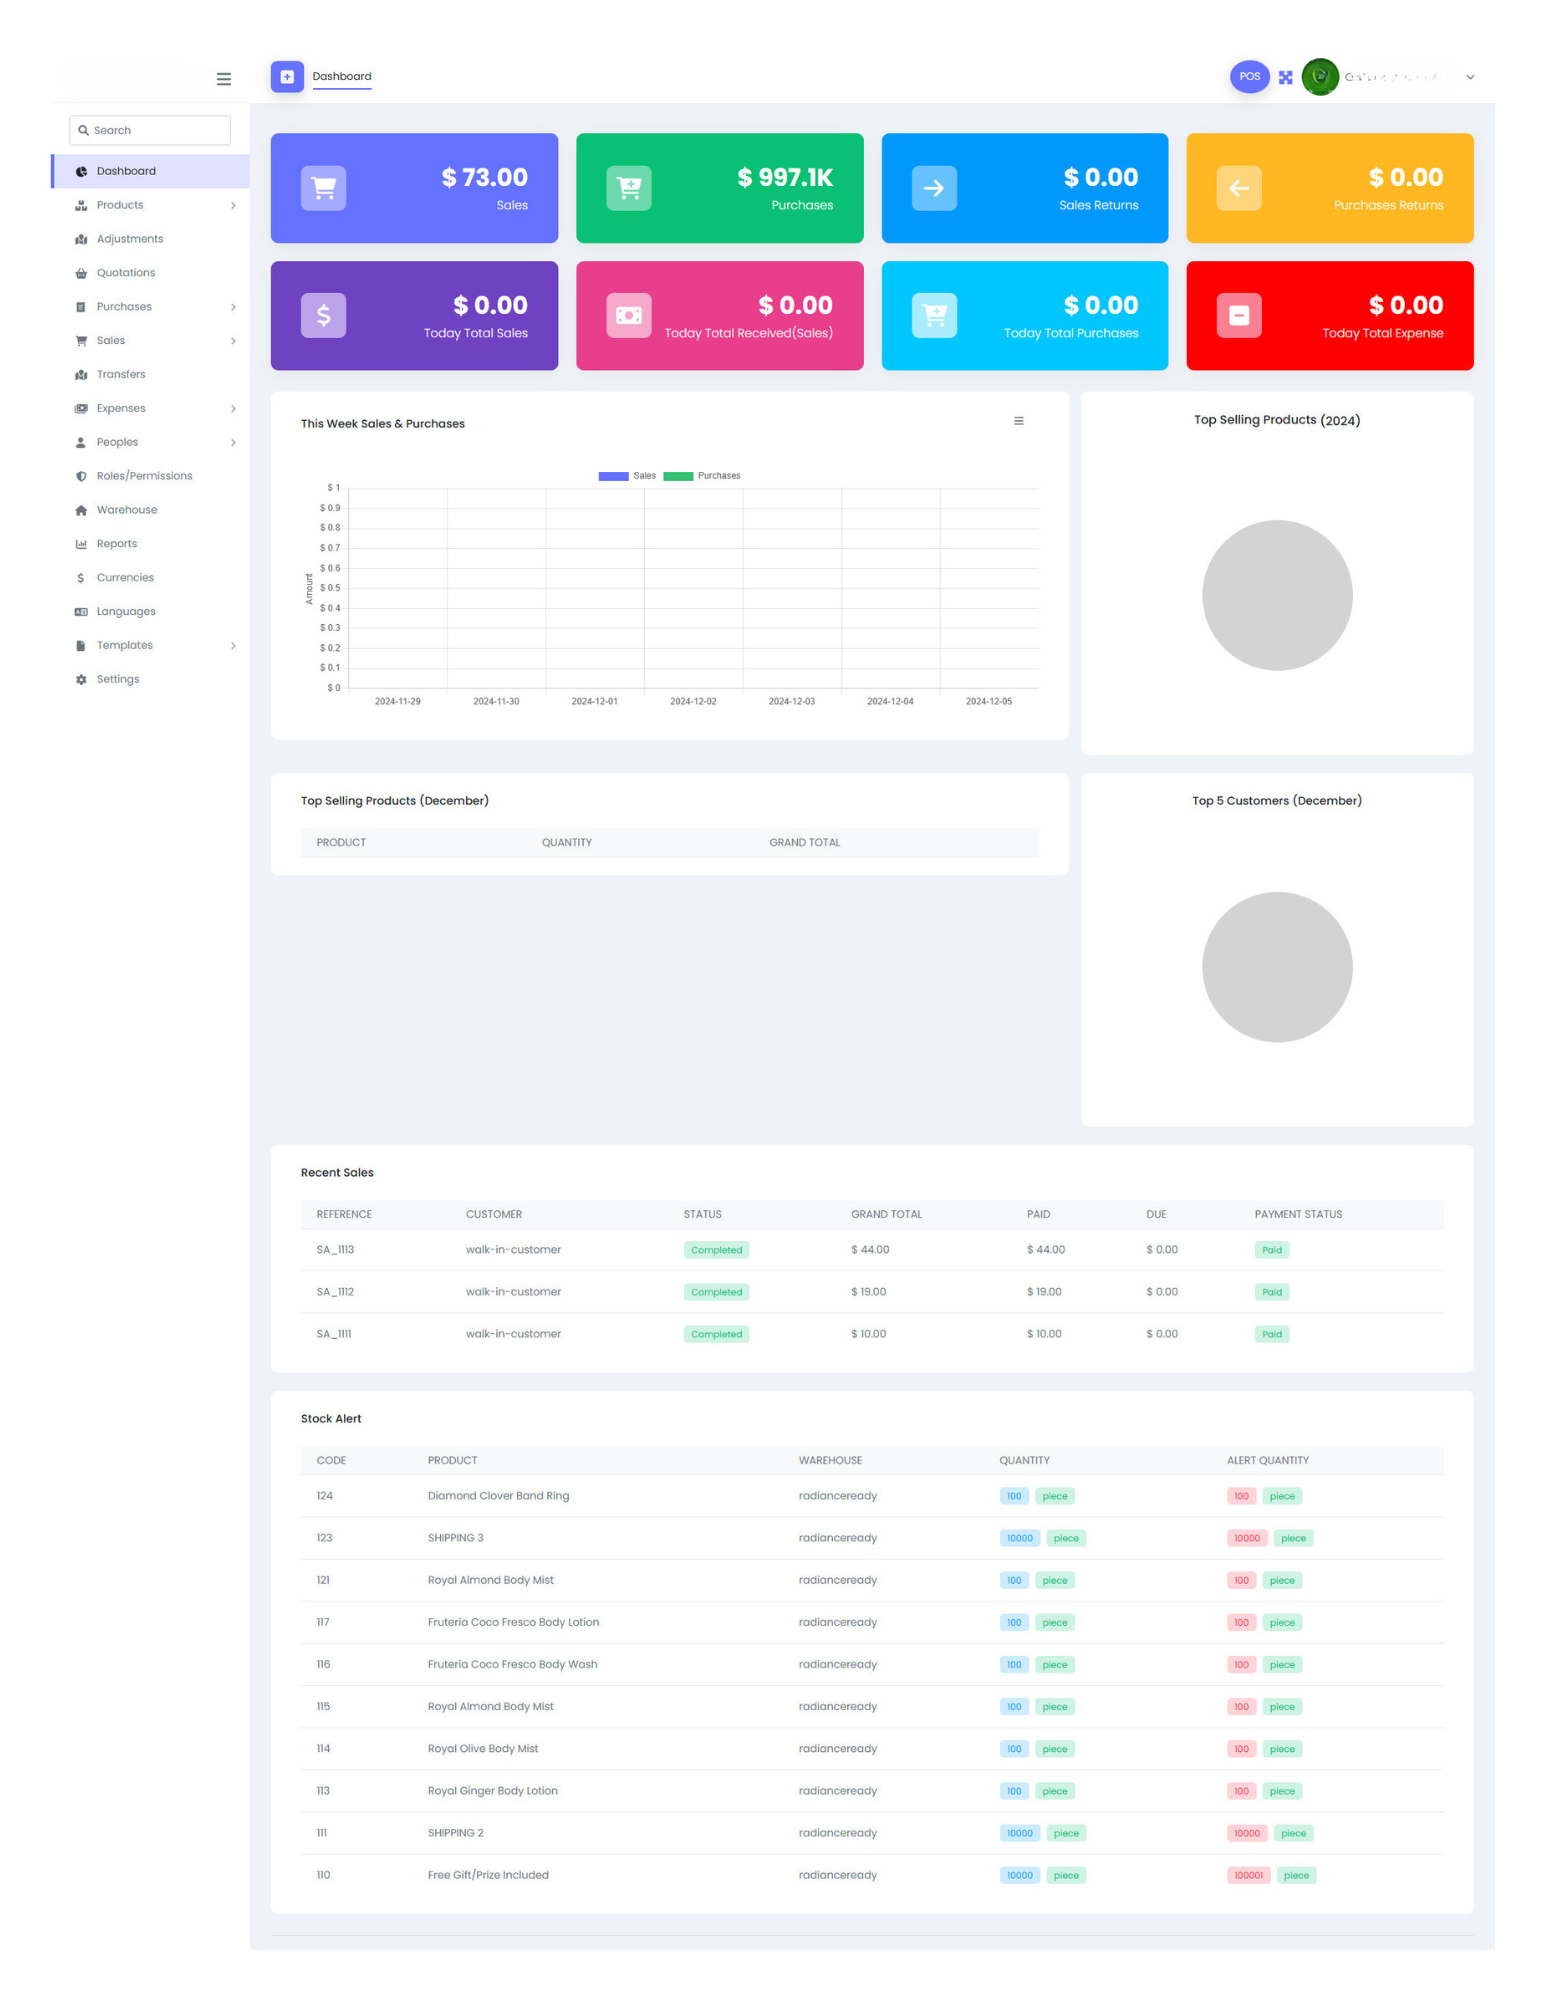 Dashboard
POS
Search
Dashboard
Products
Adjustments
Quotations
Purchases
Sales
Transfers
Expenses
Peoples
Roles/Permissions
Warehouse
Reports
Currencies
Languages
Templates
Settings
$ 73.00
Sales
$ 997.1K
Purchases
$ 0.00
Sales Returns
$ 0.00
Purchases Returns
$ 0.00
Today Total Sales
$ 0.00
Today Total Received(Sales)
$ 0.00
Today Total Purchases
$ 0.00
Today Total Expense
This Week Sales & Purchases
Sales Purchases
Amount
$ 1
$ 0.9
$ 0.8
$ 0.7
$ 0.6
$ 0.5
$ 0.4
$ 0.3
$ 0.2
$ 0.1
$ 0
2024-11-29 2024-11-30 2024-12-01 2024-12-02 2024-12-03 2024-12-04 2024-12-05
Top Selling Products (2024)
Top Selling Products (December)
PRODUCT QUANTITY GRAND TOTAL
Top 5 Customers (December)
Recent Sales
REFERENCE CUSTOMER STATUS GRAND TOTAL PAID DUE PAYMENT STATUS
SA_1113 walk-in-customer Completed $ 44.00 $ 44.00 $ 0.00 Paid
SA_1112 walk-in-customer Completed $ 19.00 $ 19.00 $ 0.00 Paid
SA_1111 walk-in-customer Completed $ 10.00 $ 10.00 $ 0.00 Paid
Stock Alert
CODE PRODUCT WAREHOUSE QUANTITY ALERT QUANTITY
124 Diamond Clover Band Ring radianceready 100 piece 100 piece
123 SHIPPING 3 radianceready 10000 piece 10000 piece
121 Royal Almond Body Mist radianceready 100 piece 100 piece
117 Fruteria Coco Fresco Body Lotion radianceready 100 piece 100 piece
116 Fruteria Coco Fresco Body Wash radianceready 100 piece 100 piece
115 Royal Almond Body Mist radianceready 100 piece 100 piece
114 Royal Olive Body Mist radianceready 100 piece 100 piece
113 Royal Ginger Body Lotion radianceready 100 piece 100 piece
111 SHIPPING 2 radianceready 10000 piece 10000 piece
110 Free Gift/Prize Included radianceready 10000 piece 100001 piece